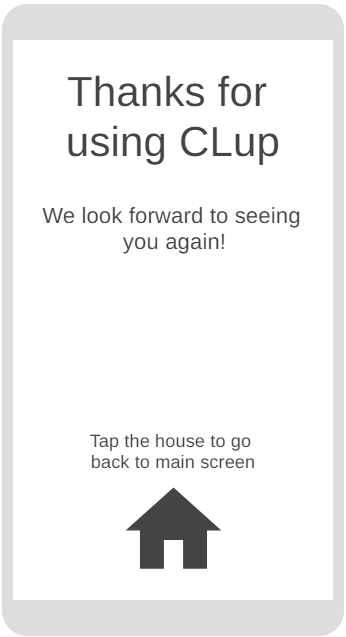 Thanks for
using CLup
We look forward to seeing
you again!
Tap the house to go
back to main screen